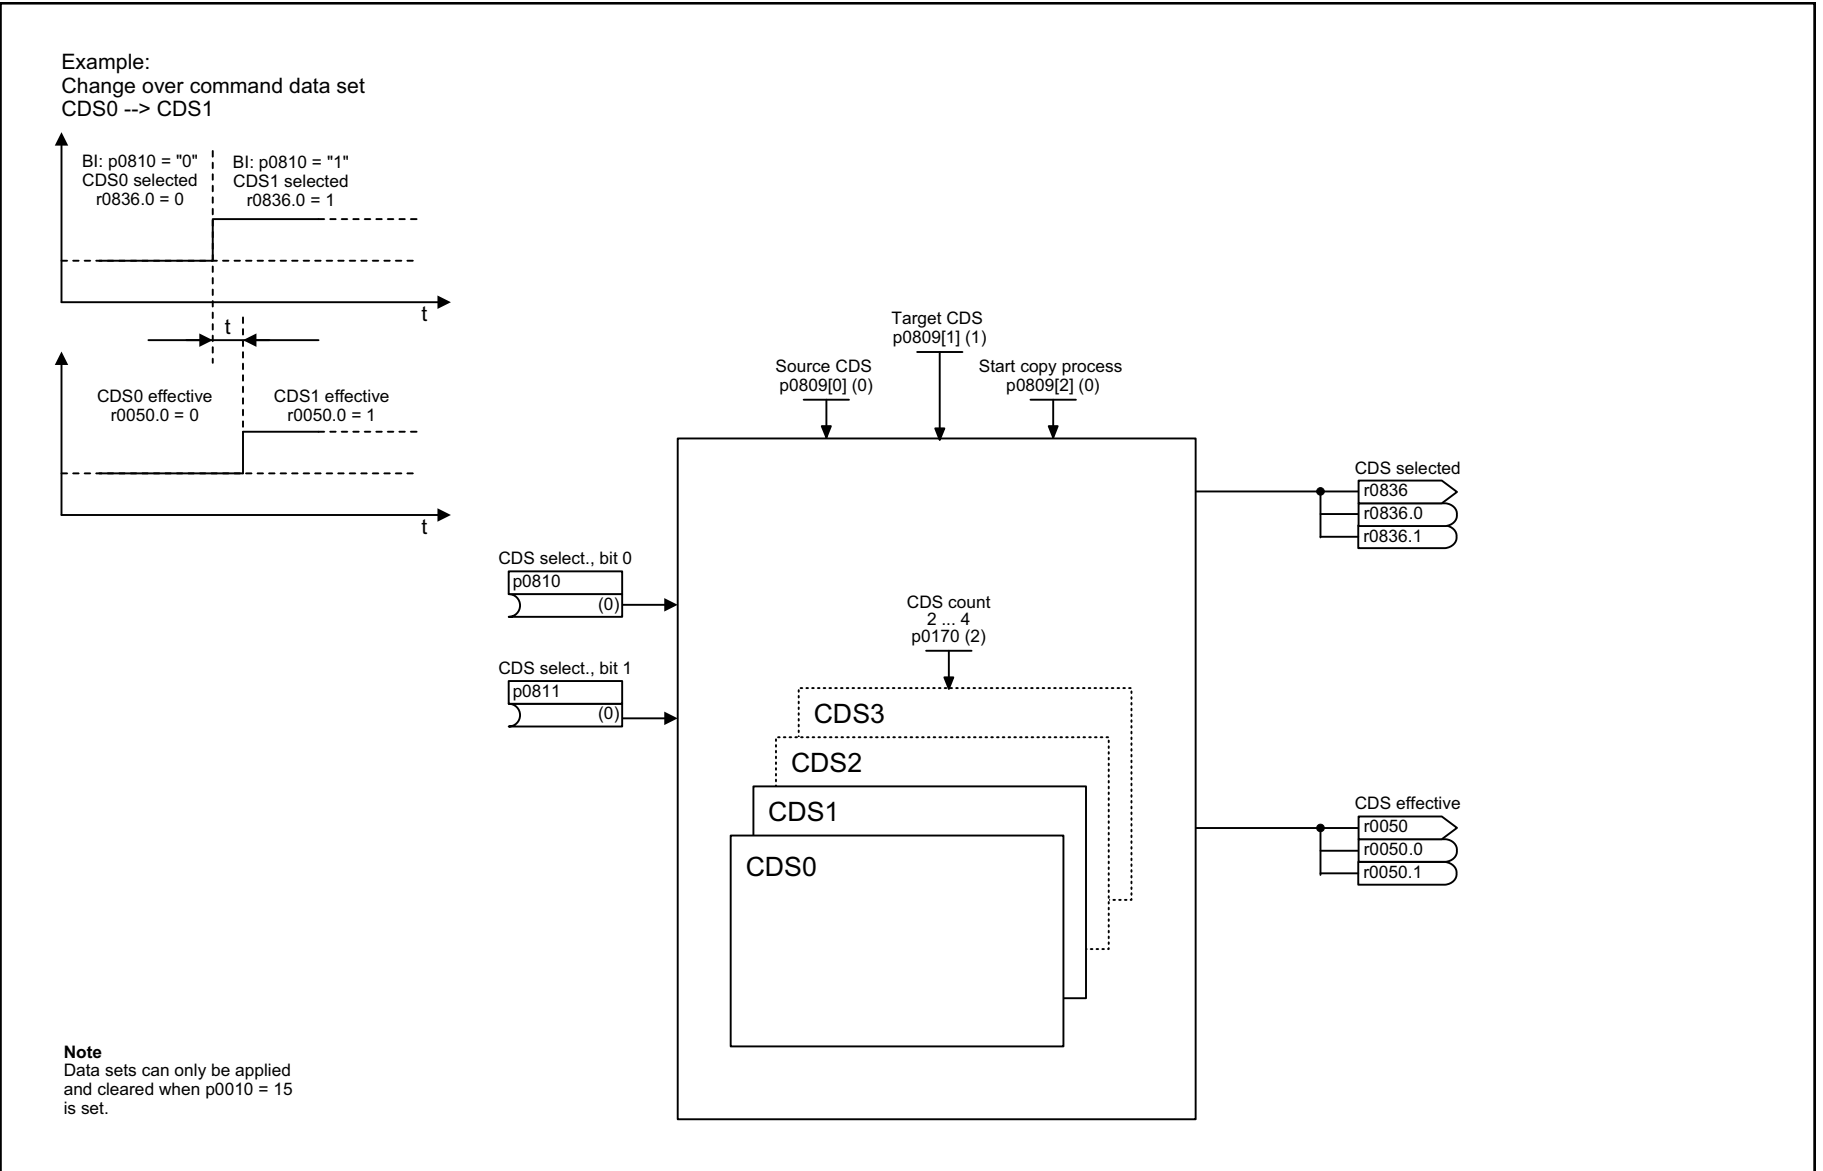 Example:
Change over command data set
CDS0 --> CDS1
BI: p0810 = "0"
CDS0 selected
r0836.0 = 0
BI: p0810 = "1"
CDS1 selected
r0836.0 = 1
t
t
CDS0 effective
r0050.0 = 0
CDS1 effective
r0050.0 = 1
t
Target CDS
p0809[1] (1)
Source CDS
p0809[0] (0)
Start copy process
p0809[2] (0)
CDS selected
r0836
r0836.0
r0836.1
CDS select., bit 0
p0810
(0)
CDS select., bit 1
p0811
(0)
CDS count
2 ... 4
p0170 (2)
CDS3
CDS2
CDS1
CDS0
CDS effective
r0050
r0050.0
r0050.1
Note
Data sets can only be applied
and cleared when p0010 = 15
is set.